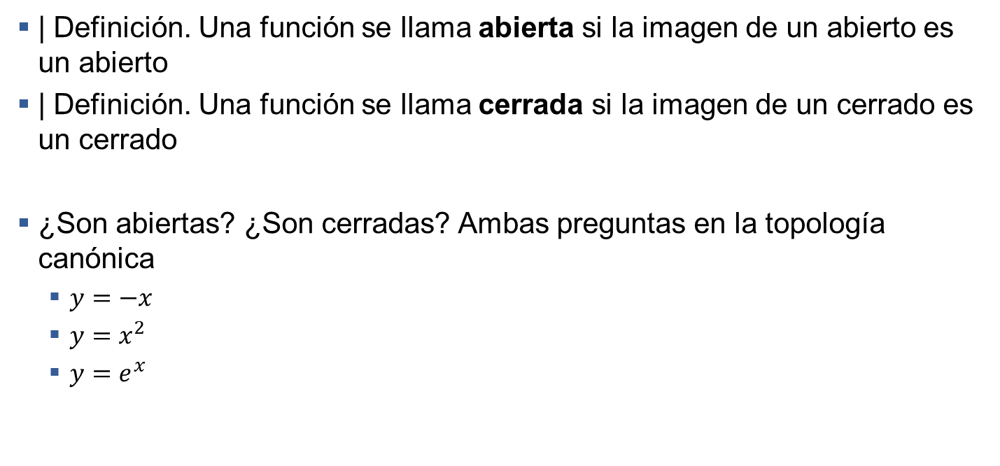 ▪ | Definición. Una función se llama abierta si la imagen de un abierto es
un abierto
▪ | Definición. Una función se llama cerrada si la imagen de un cerrado es
un cerrado
▪ ¿Son abiertas? ¿Son cerradas? Ambas preguntas en la topología
canónica
▪ y = −x
▪ y = x²
▪ y = eˣ